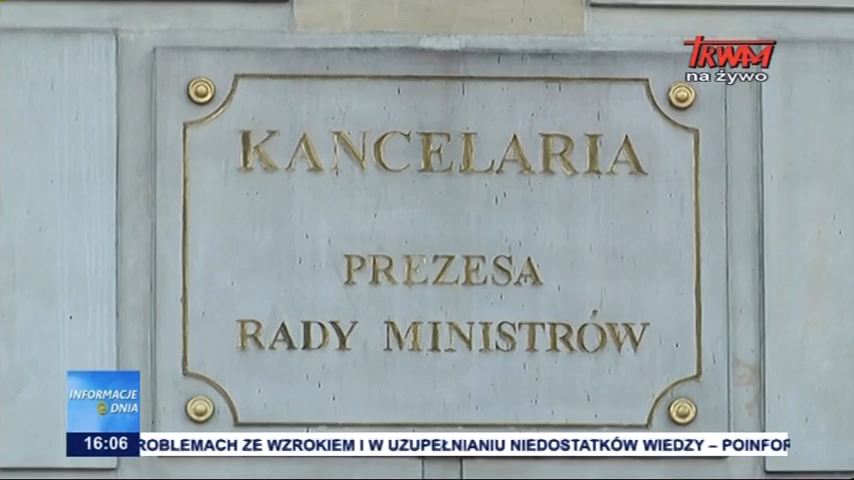 TRWAM
na żywo
KANCELARIA
PREZESA
RADY MINISTRÓW
INFORMACJE
DNIA
16:06
ROBLEMACH ZE WZROKIEM I W UZUPEŁNIANIU NIEDOSTATKÓW WIEDZY – POINFOR